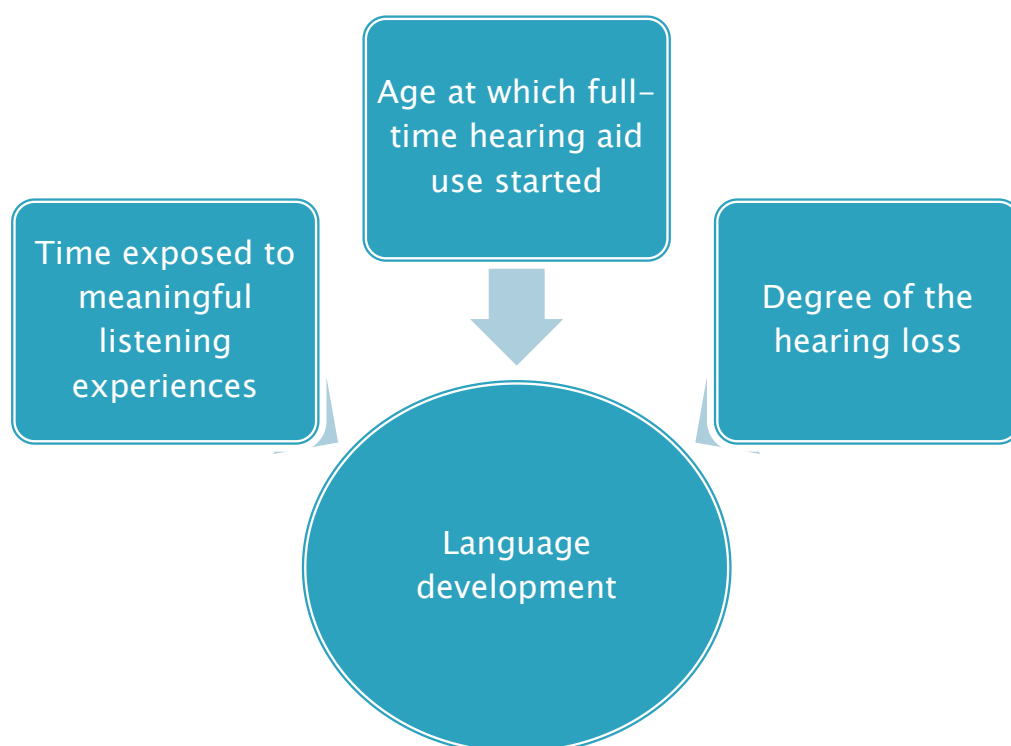 Age at which full-
time hearing aid
use started
Time exposed to
meaningful
listening
experiences
Degree of the
hearing loss
Language
development